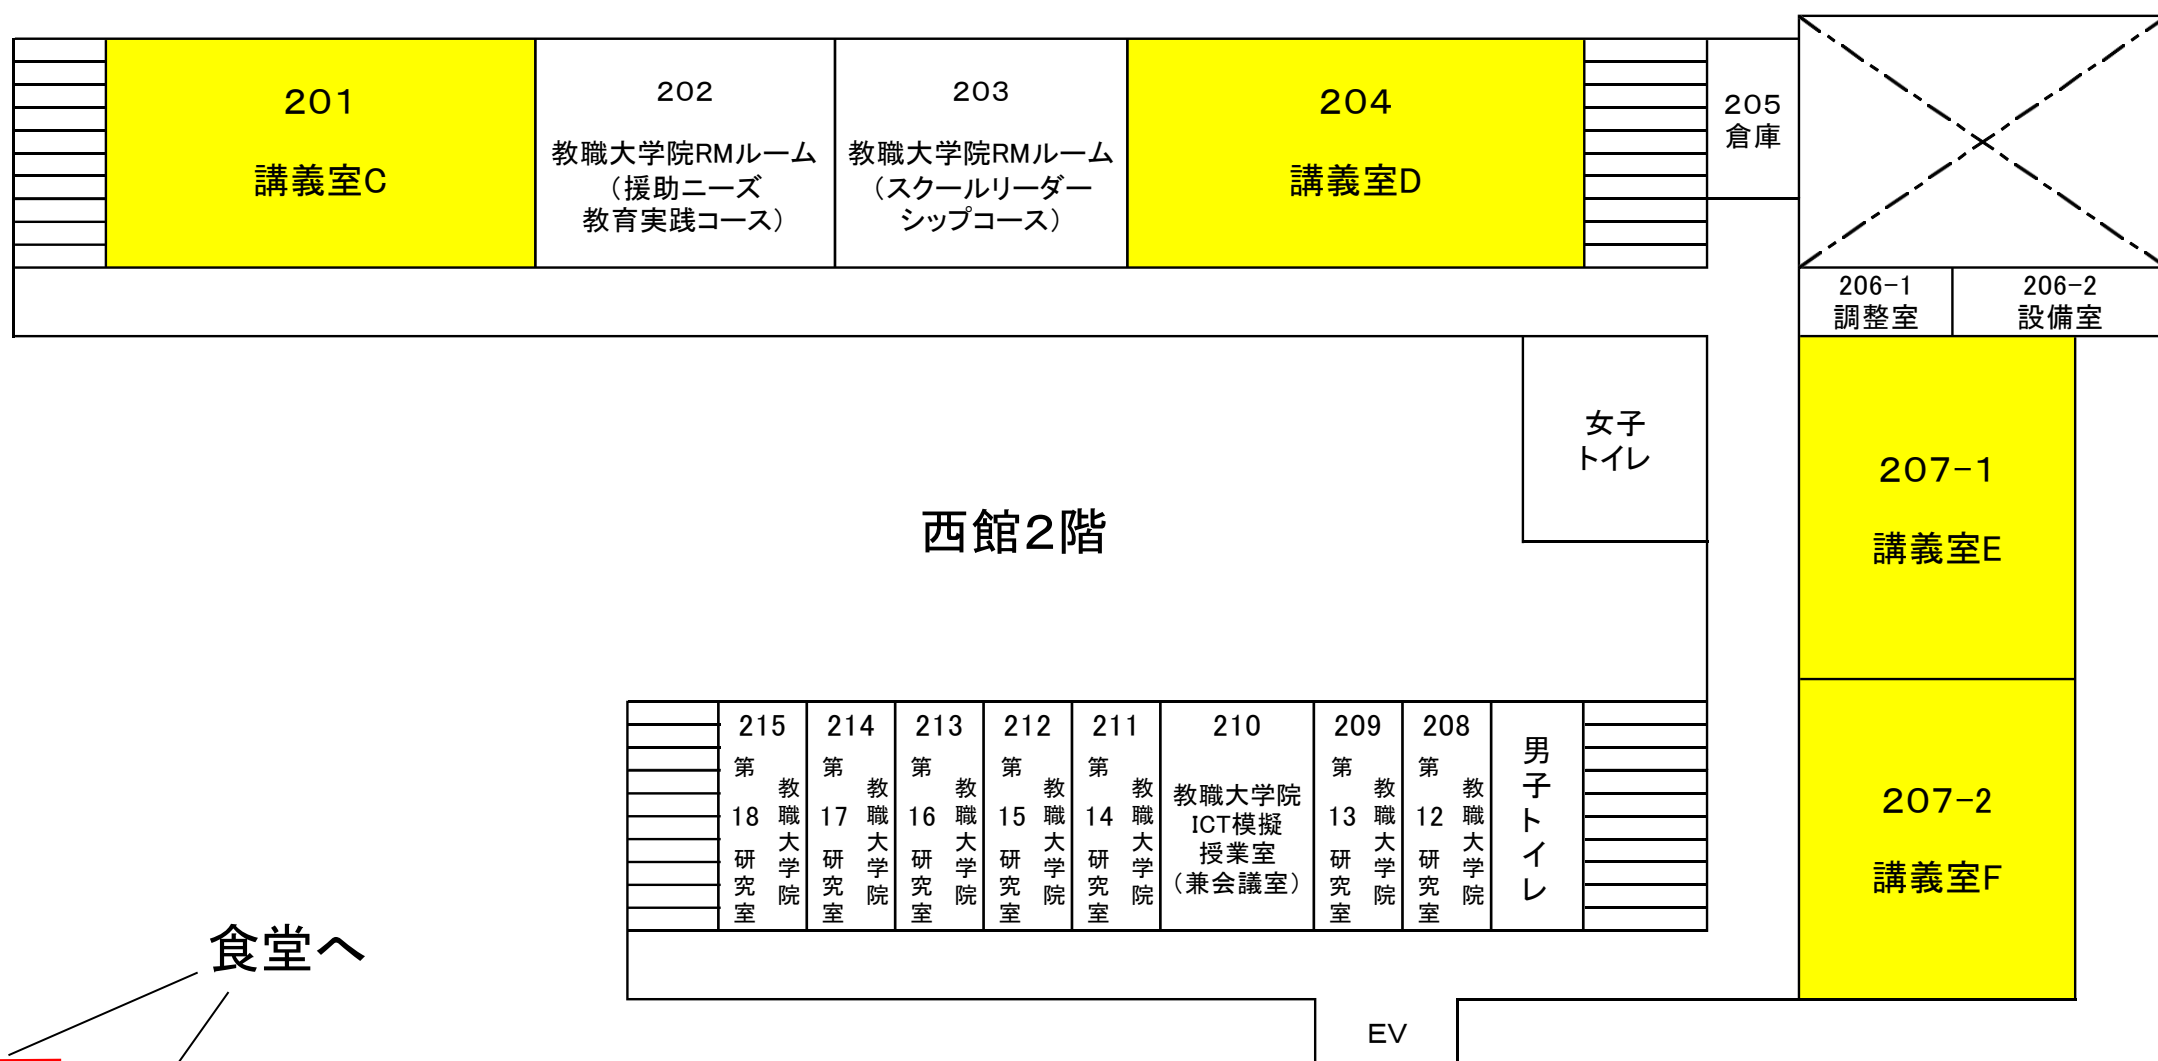 201
講義室C
202
教職大学院RMルーム
（援助ニーズ
教育実践コース）
203
教職大学院RMルーム
（スクールリーダー
シップコース）
204
講義室D
205
倉庫
206-1
調整室
206-2
設備室
女子
トイレ
207-1
講義室E
西館2階
215
教職大学院
第18研究室
214
教職大学院
第17研究室
213
教職大学院
第16研究室
212
教職大学院
第15研究室
211
教職大学院
第14研究室
210
教職大学院
ICT模擬
授業室
（兼会議室）
209
教職大学院
第13研究室
208
教職大学院
第12研究室
男子トイレ
207-2
講義室F
食堂へ
EV